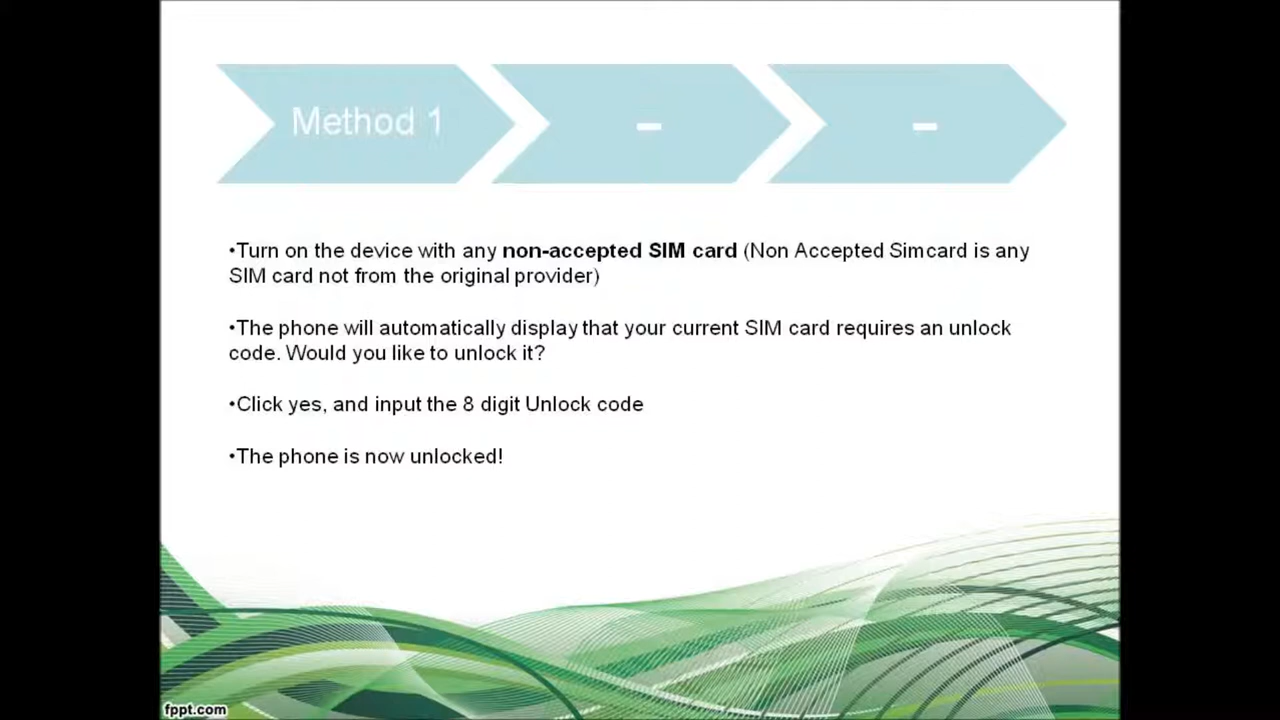 Method 1
-
-
•Turn on the device with any non-accepted SIM card (Non Accepted Simcard is any
SIM card not from the original provider)
•The phone will automatically display that your current SIM card requires an unlock
code. Would you like to unlock it?
•Click yes, and input the 8 digit Unlock code
•The phone is now unlocked!
fppt.com